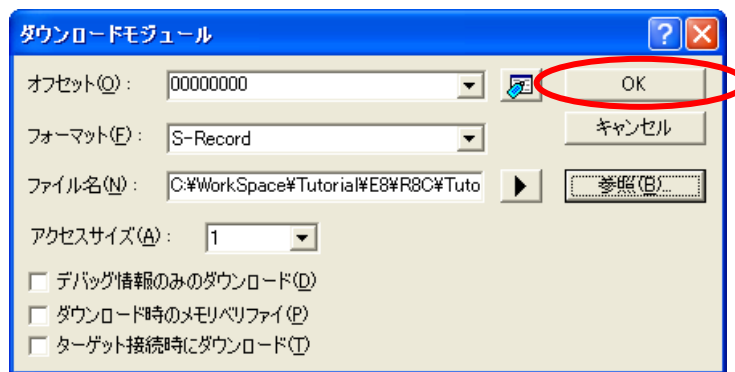 ダウンロードモジュール
オフセット(O): 00000000 OK
フォーマット(F): S-Record キャンセル
ファイル名(N): C:¥WorkSpace¥Tutorial¥E8¥R8C¥Tuto 参照(B)...
アクセスサイズ(A): 1
デバッグ情報のみのダウンロード(D)
ダウンロード時のメモリベリファイ(P)
ターゲット接続時にダウンロード(T)